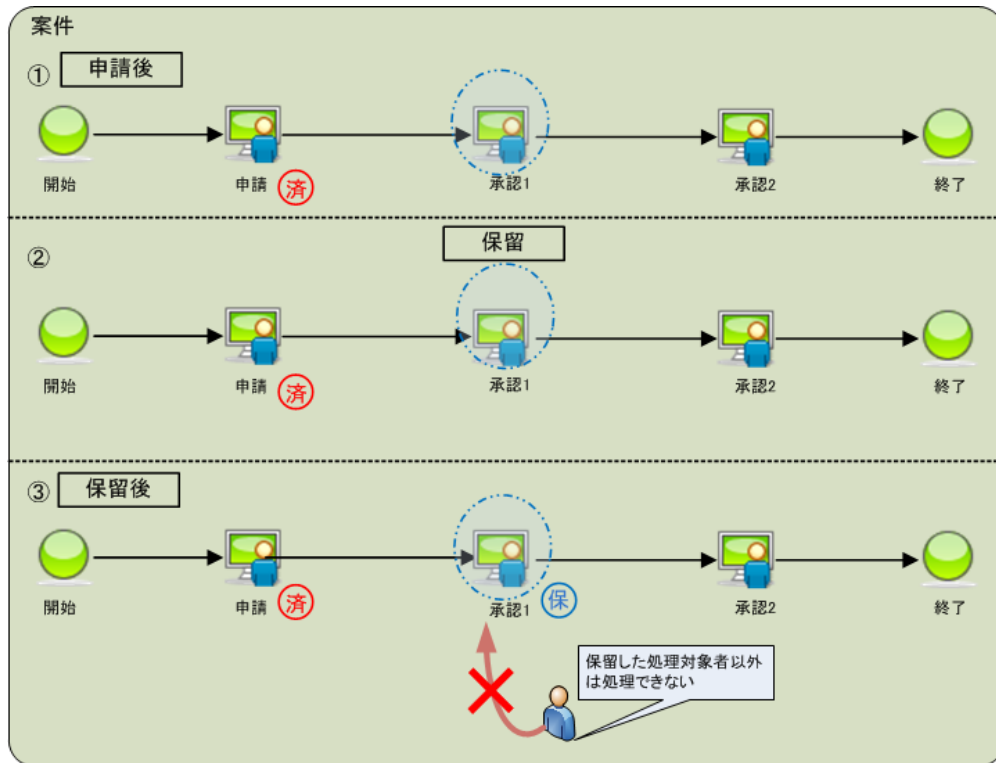 案件
① 申請後
開始
申請
済
承認1
承認2
終了
②
保留
開始
申請
済
承認1
承認2
終了
③ 保留後
開始
申請
済
承認1
保
承認2
終了
保留した処理対象者以外
は処理できない